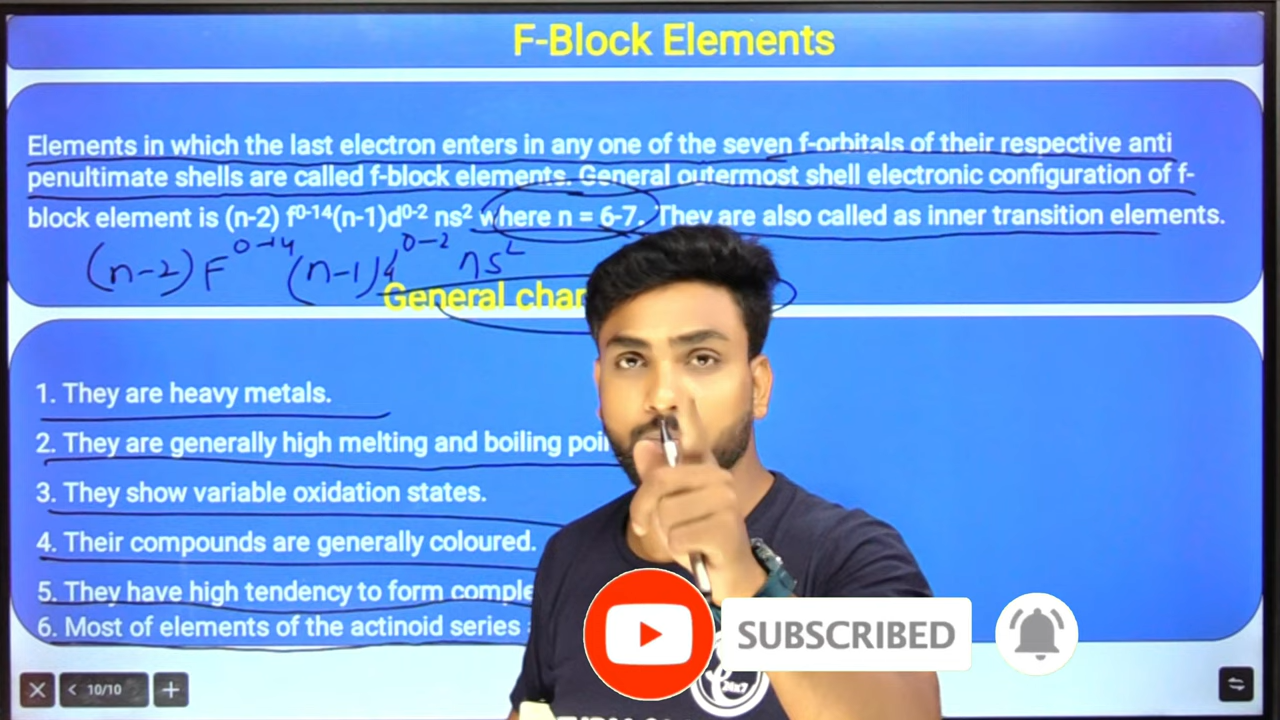 F-Block Elements
Elements in which the last electron enters in any one of the seven f-orbitals of their respective anti
penultimate shells are called f-block elements. General outermost shell electronic configuration of f-
block element is (n-2) f⁰⁻¹⁴(n-1)d⁰⁻² ns² where n = 6-7. They are also called as inner transition elements.
(n-2) F⁰⁻¹⁴ (n-1)d⁰⁻² ns²
General char
1. They are heavy metals.
2. They are generally high melting and boiling poi
3. They show variable oxidation states.
4. Their compounds are generally coloured.
5. They have high tendency to form comple
6. Most of elements of the actinoid series
SUBSCRIBED
24x7
10/10